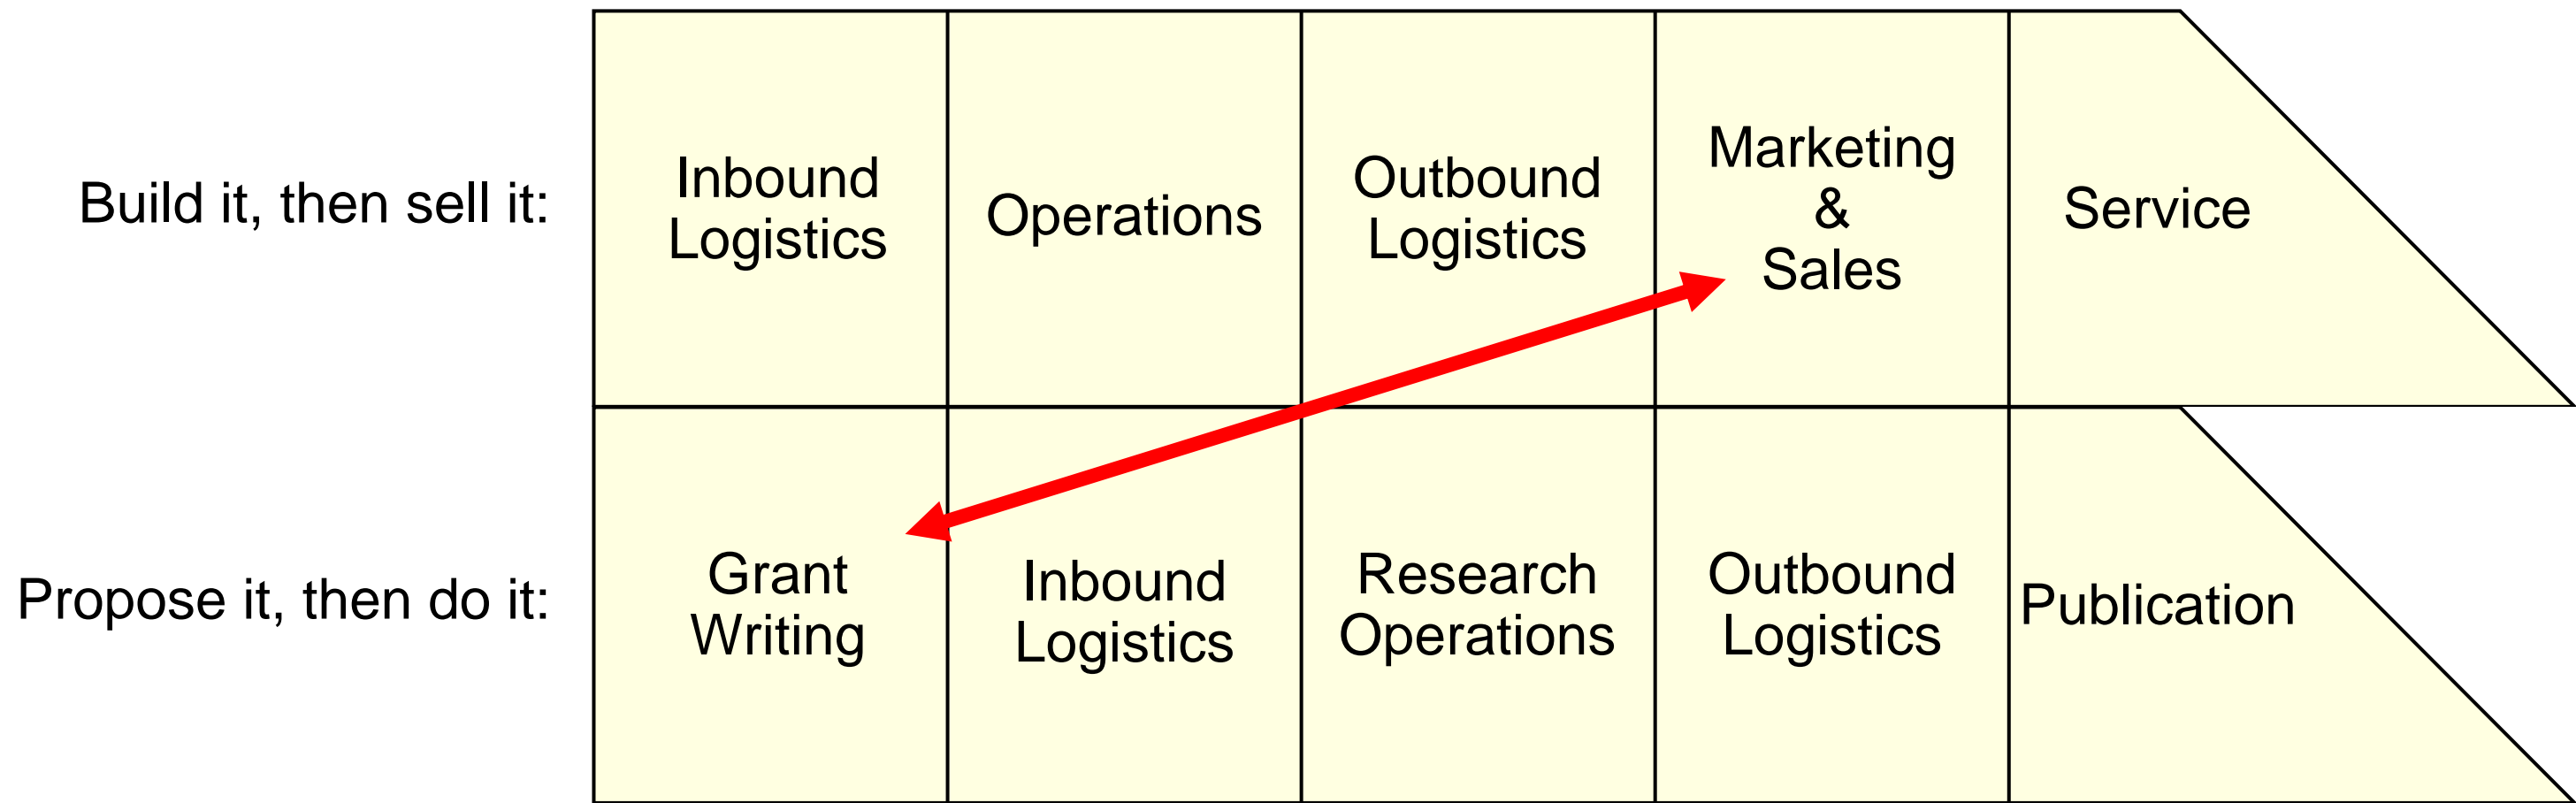 Build it, then sell it:
Inbound
Logistics
Operations
Outbound
Logistics
Marketing
&
Sales
Service
Propose it, then do it:
Grant
Writing
Inbound
Logistics
Research
Operations
Outbound
Logistics
Publication